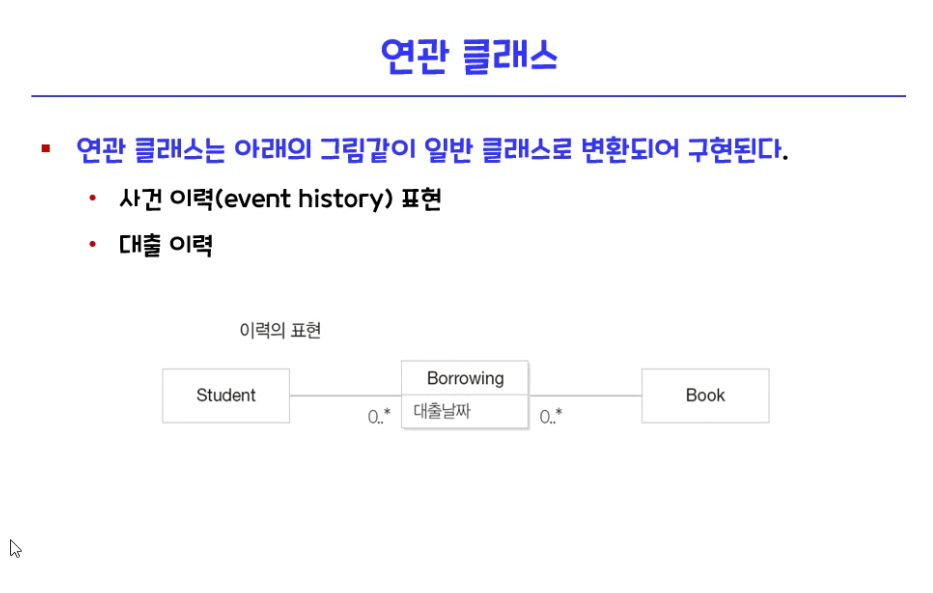 연관 클래스
연관 클래스는 아래의 그림같이 일반 클래스로 변환되어 구현된다.
사건 이력(event history) 표현
대출 이력
이력의 표현
Student
0..*
Borrowing
대출날짜
0..*
Book